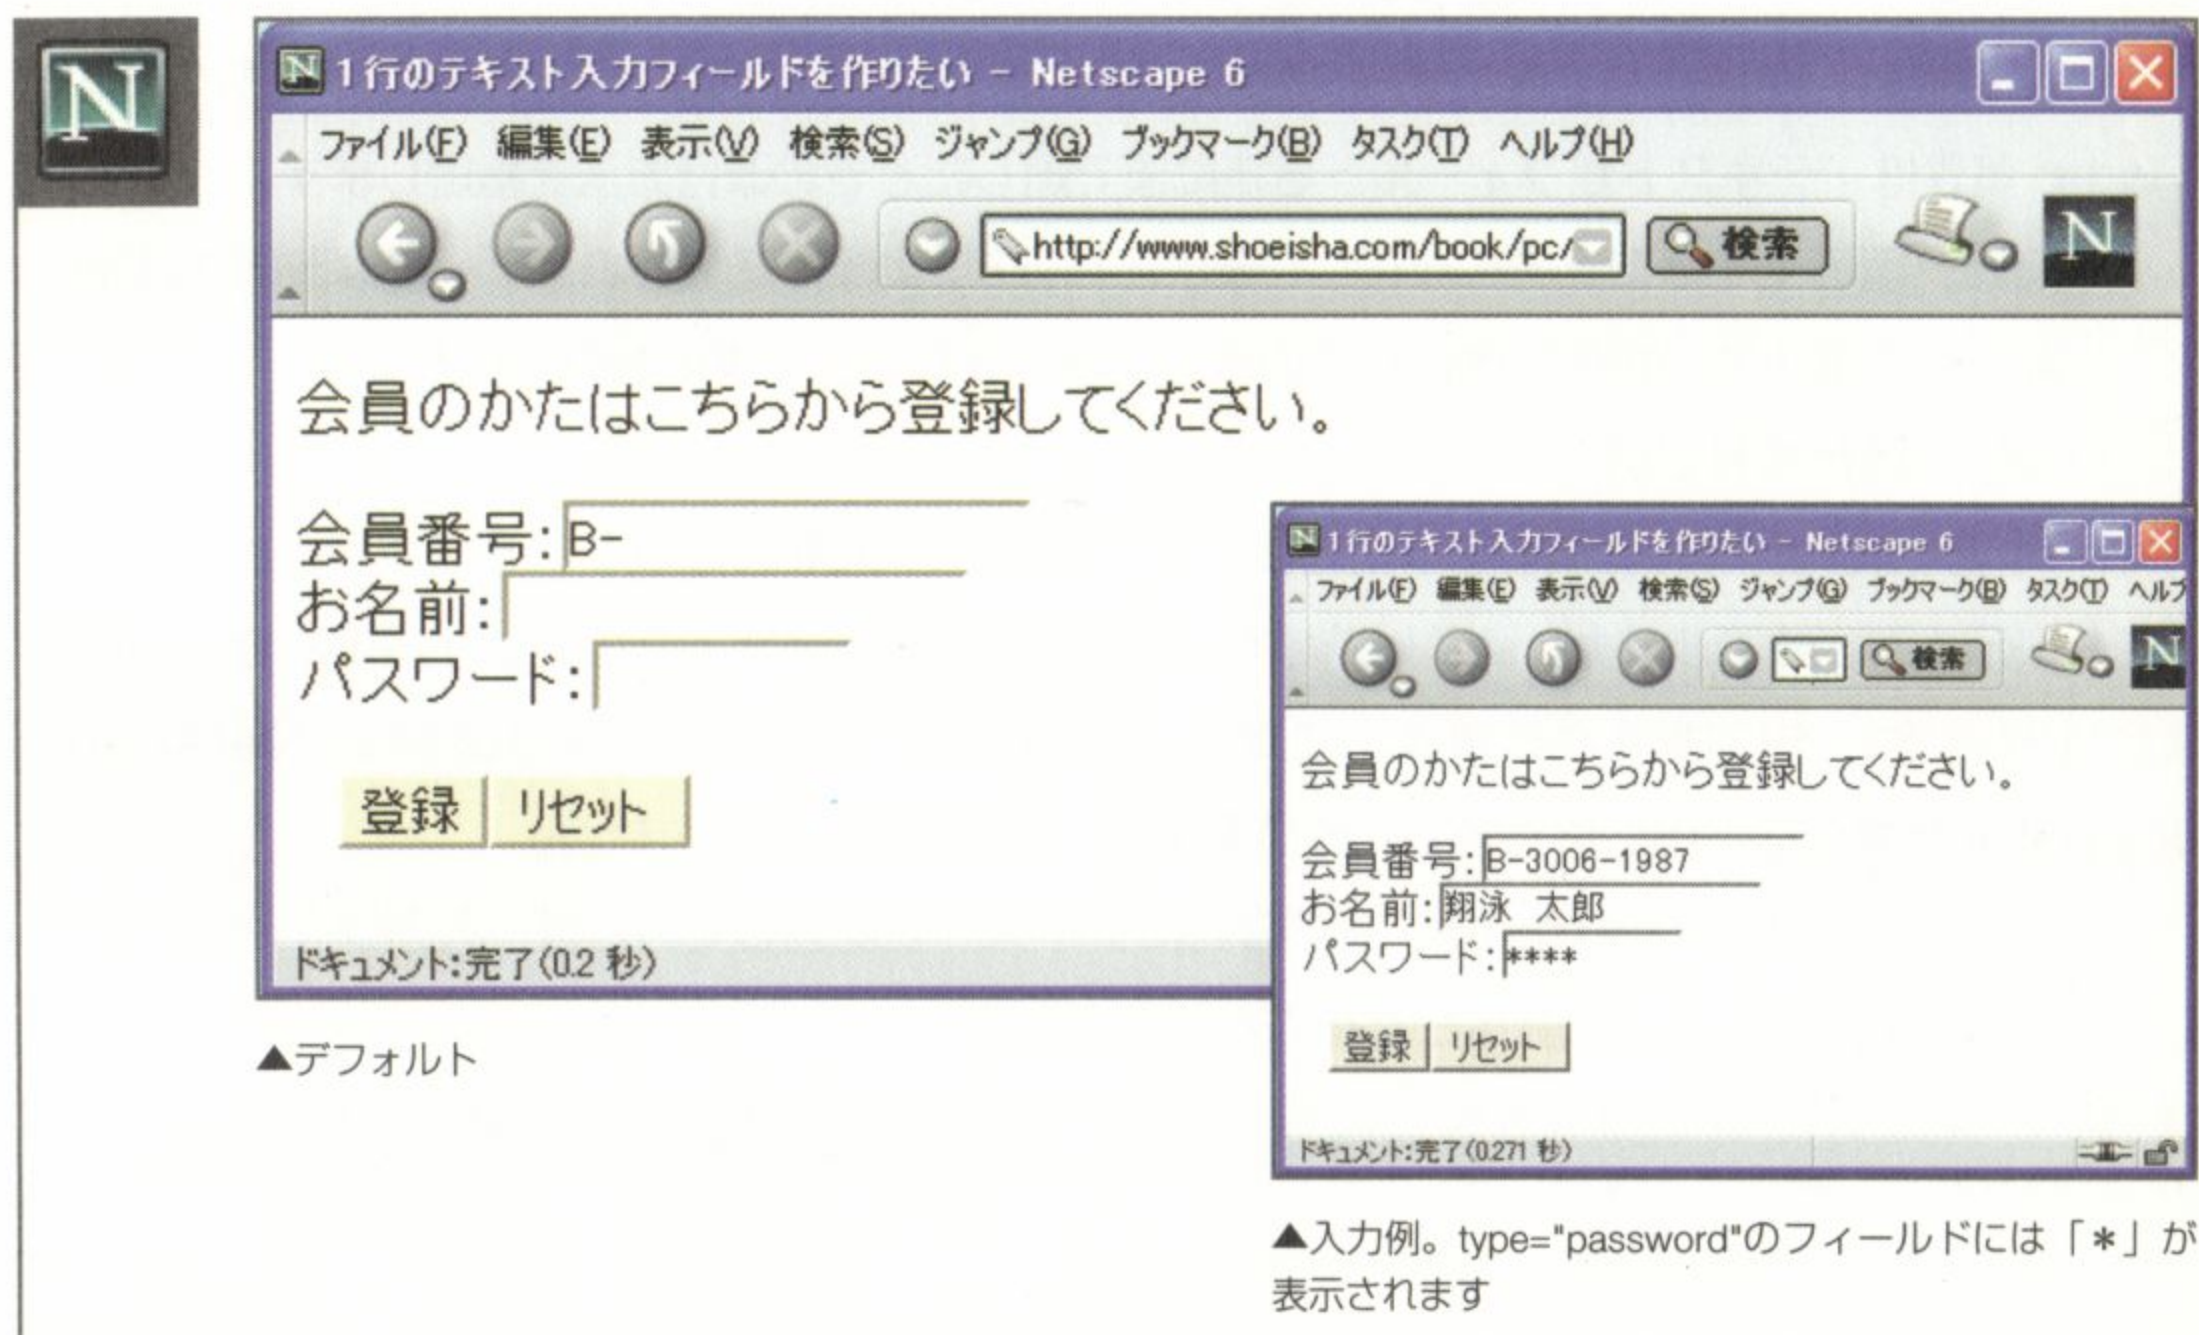 N
1行のテキスト入力フィールドを作りたい - Netscape 6
ファイル(F) 編集(E) 表示(V) 検索(S) ジャンプ(G) ブックマーク(B) タスク(T) ヘルプ(H)
http://www.shoeisha.com/book/pc/ 検索 N
会員のかたはこちらから登録してください。
会員番号:B-
お名前:
パスワード:
登録 リセット
ドキュメント:完了(0.2 秒)
▲デフォルト
1行のテキスト入力フィールドを作りたい - Netscape 6
ファイル(F) 編集(E) 表示(V) 検索(S) ジャンプ(G) ブックマーク(B) タスク(T) ヘルプ
検索 N
会員のかたはこちらから登録してください。
会員番号:B-3006-1987
お名前:翔泳 太郎
パスワード:****
登録 リセット
ドキュメント:完了(0.271 秒)
▲入力例。type="password"のフィールドには「*」が
表示されます